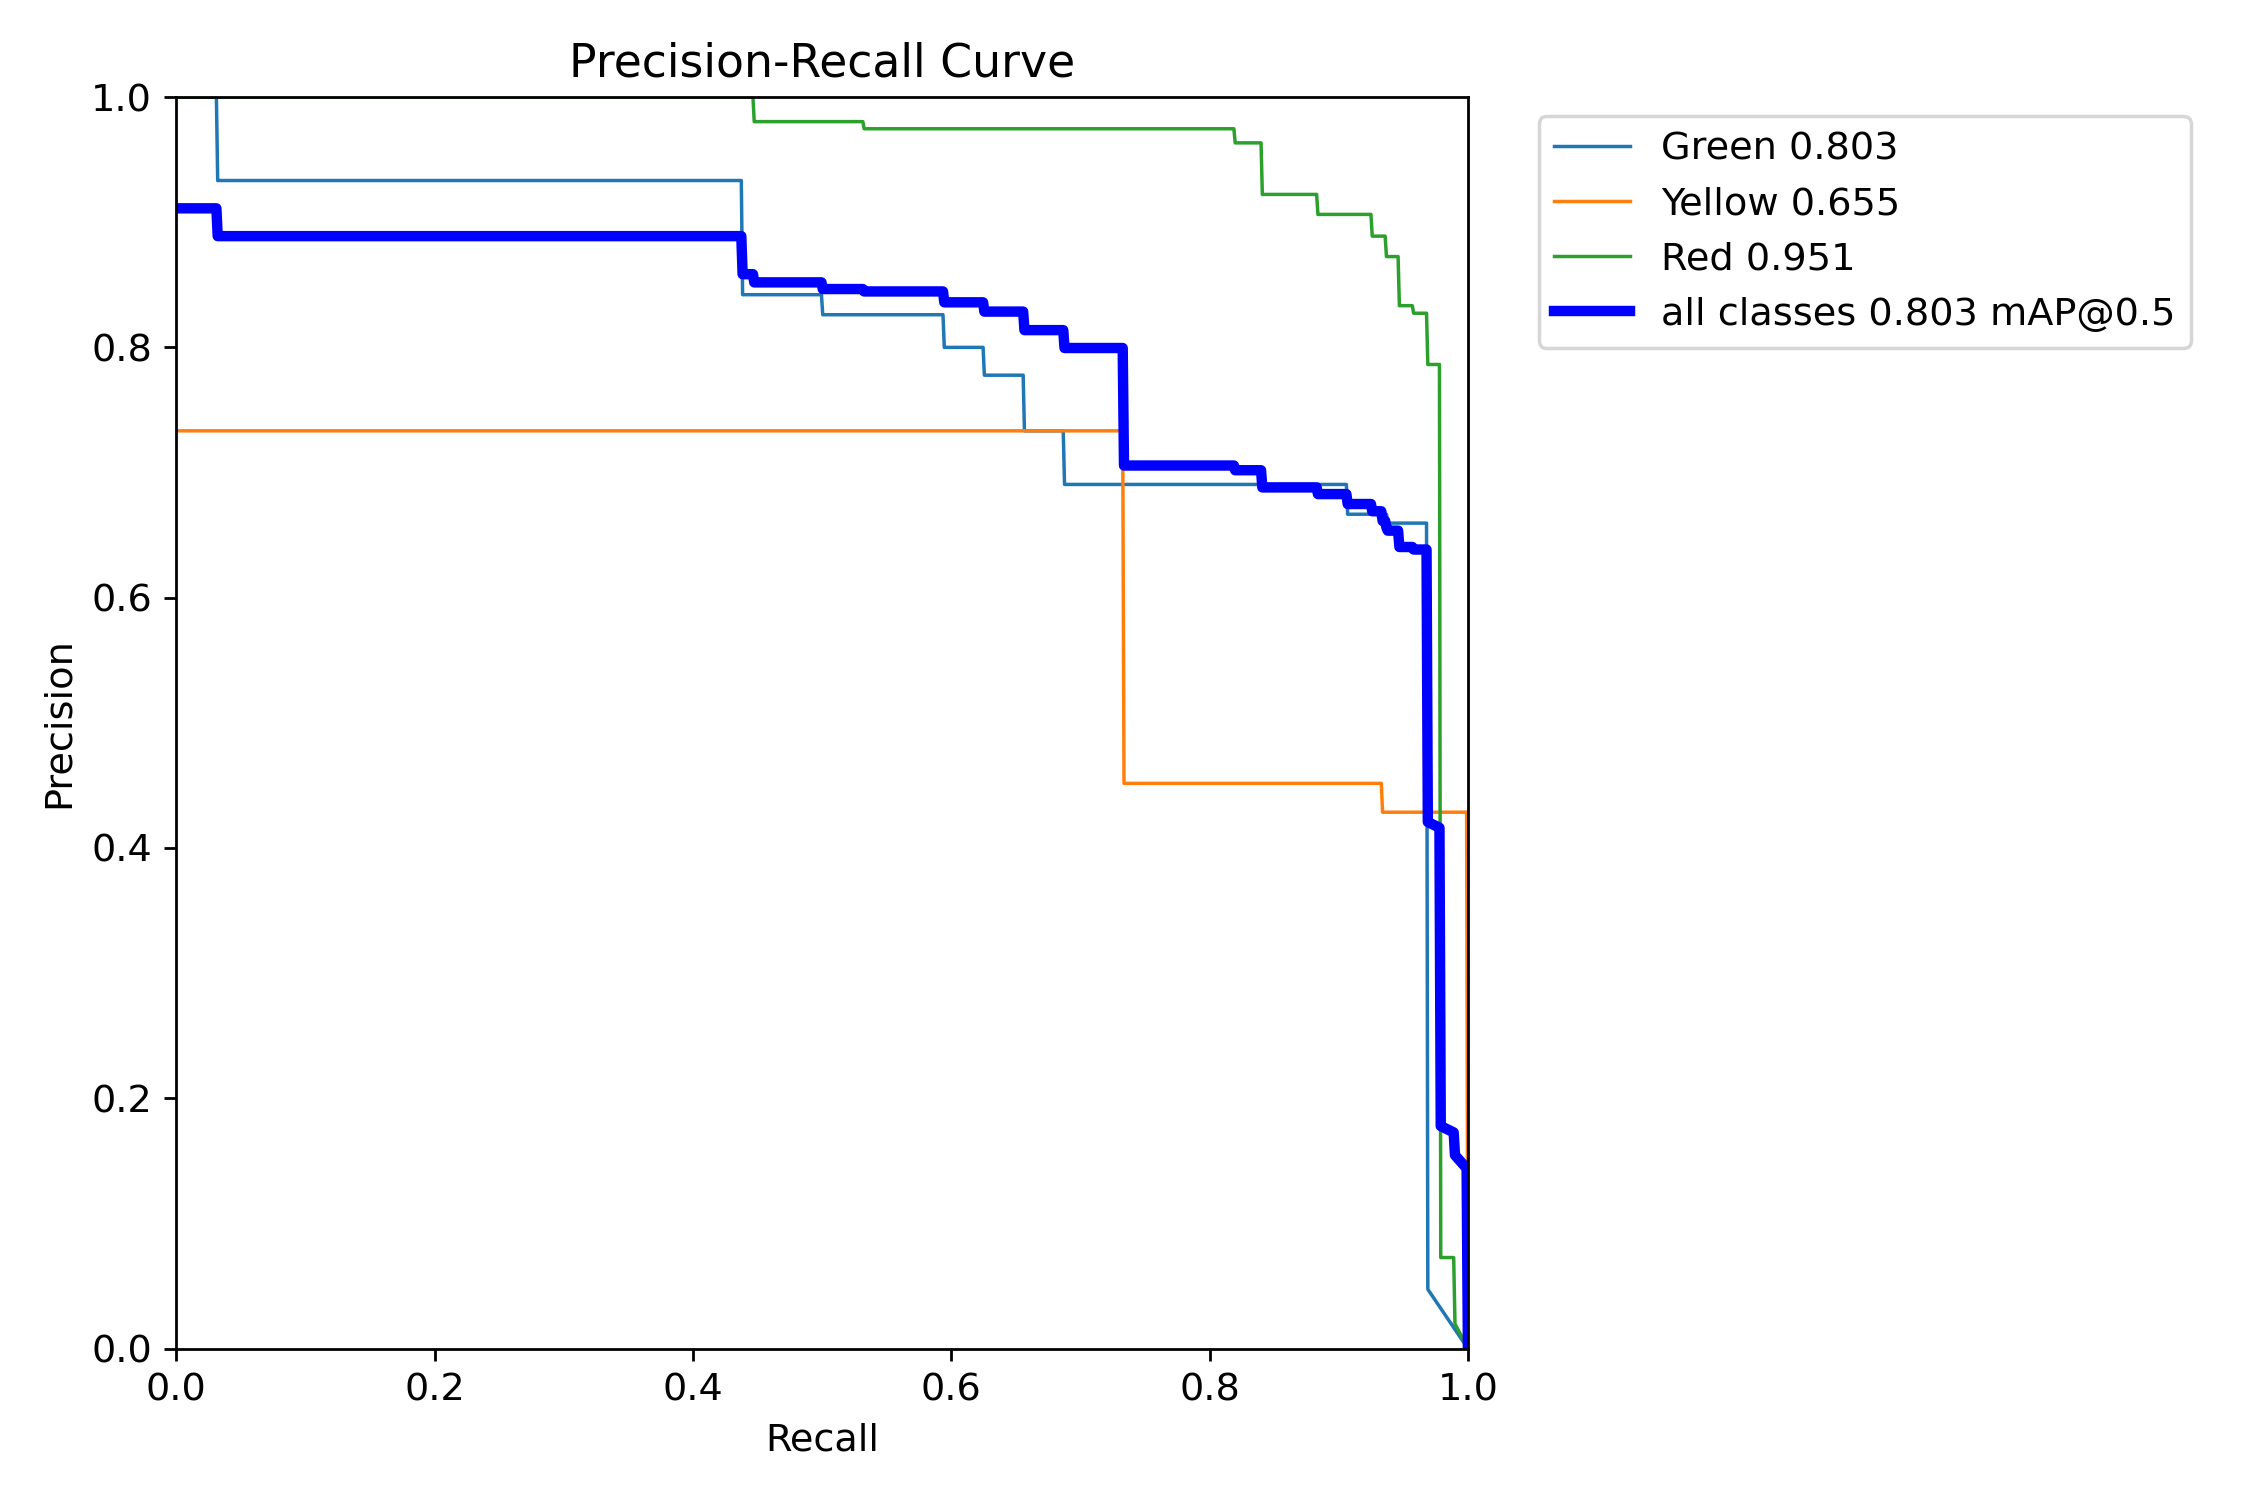 Precision-Recall Curve
1.0
0.8
0.6
0.4
0.2
0.0
Precision
0.0 0.2 0.4 0.6 0.8 1.0
Recall
Green 0.803
Yellow 0.655
Red 0.951
all classes 0.803 mAP@0.5